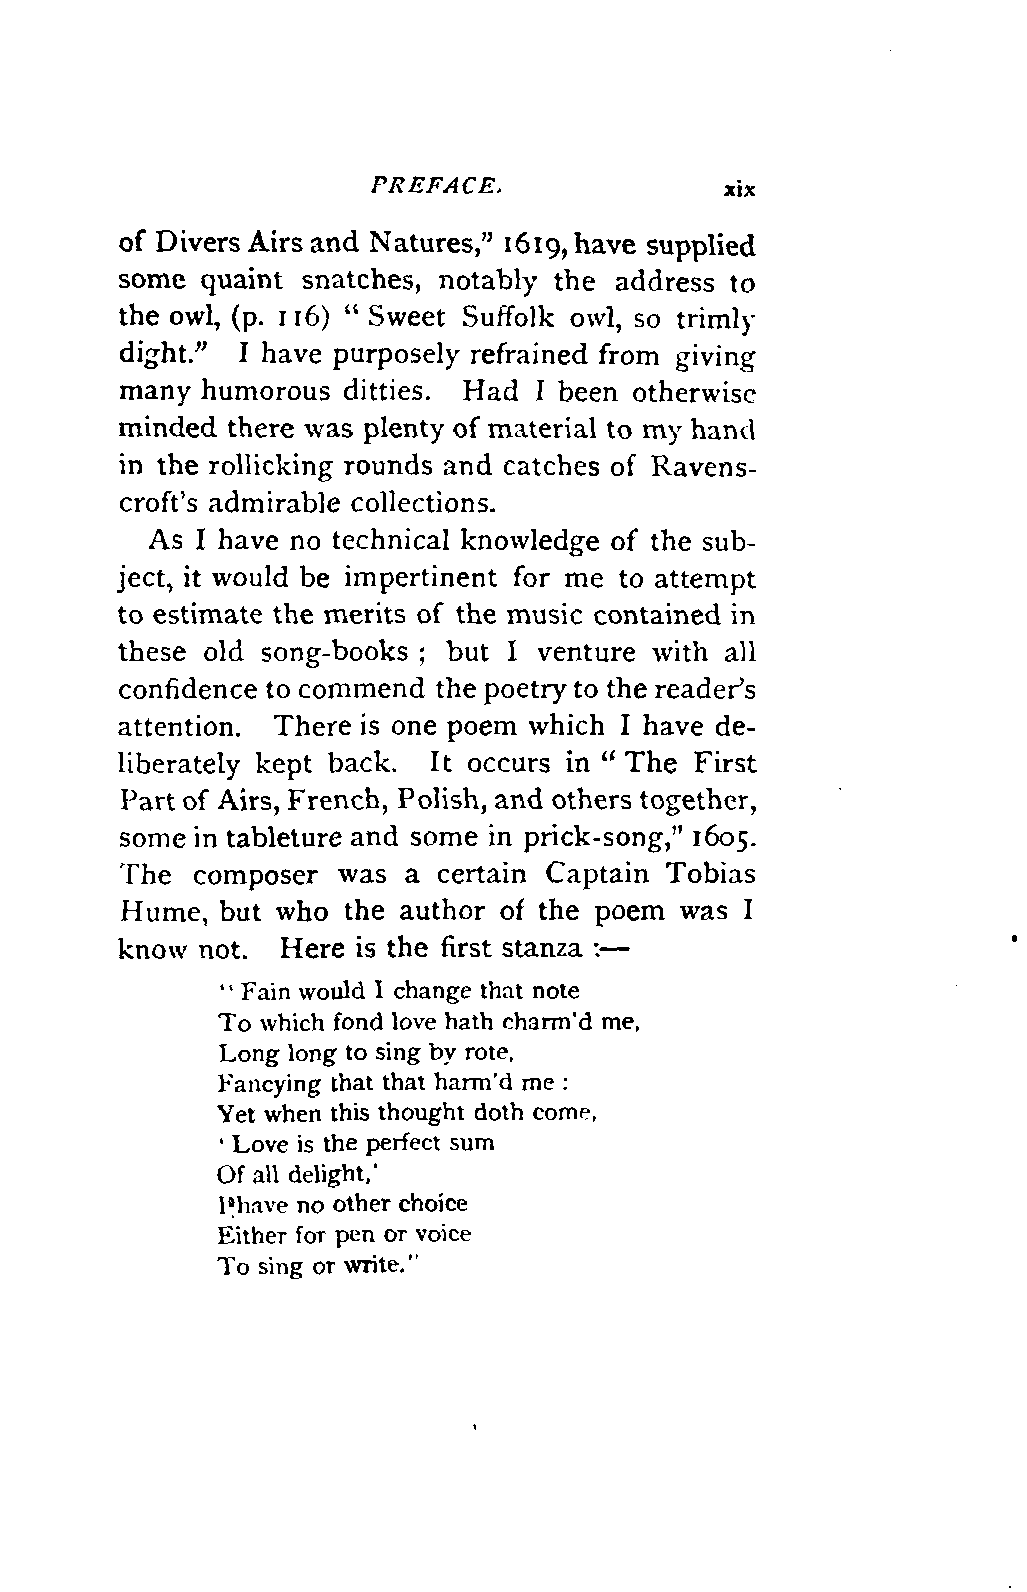 PREFACE. xix
of Divers Airs and Natures," 1619, have supplied
some quaint snatches, notably the address to
the owl, (p. 116) " Sweet Suffolk owl, so trimly
dight." I have purposely refrained from giving
many humorous ditties. Had I been otherwise
minded there was plenty of material to my hand
in the rollicking rounds and catches of Ravens-
croft's admirable collections.
As I have no technical knowledge of the sub-
ject, it would be impertinent for me to attempt
to estimate the merits of the music contained in
these old song-books ; but I venture with all
confidence to commend the poetry to the reader's
attention. There is one poem which I have de-
liberately kept back. It occurs in " The First
Part of Airs, French, Polish, and others together,
some in tableture and some in prick-song," 1605.
The composer was a certain Captain Tobias
Hume, but who the author of the poem was I
know not. Here is the first stanza :—
" Fain would I change that note
To which fond love hath charm'd me,
Long long to sing by rote,
Fancying that that harm'd me :
Yet when this thought doth come,
' Love is the perfect sum
Of all delight,'
I have no other choice
Either for pen or voice
To sing or write."